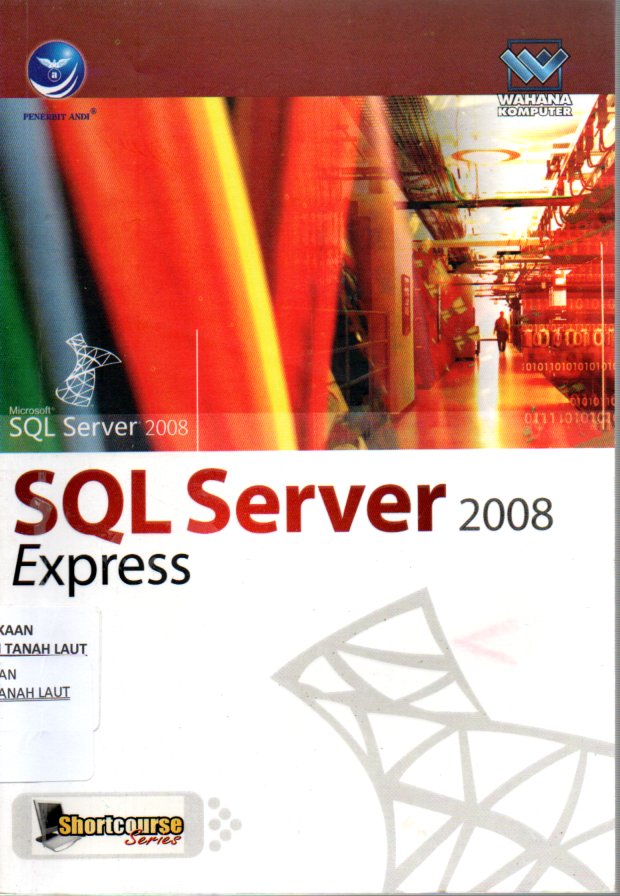 PENERBIT ANDI®
WAHANA
KOMPUTER
Microsoft®
SQL Server 2008
SQL Server 2008
Express
KAAN
TANAH LAUT
AN
ANAH LAUT
Shortcourse
Series